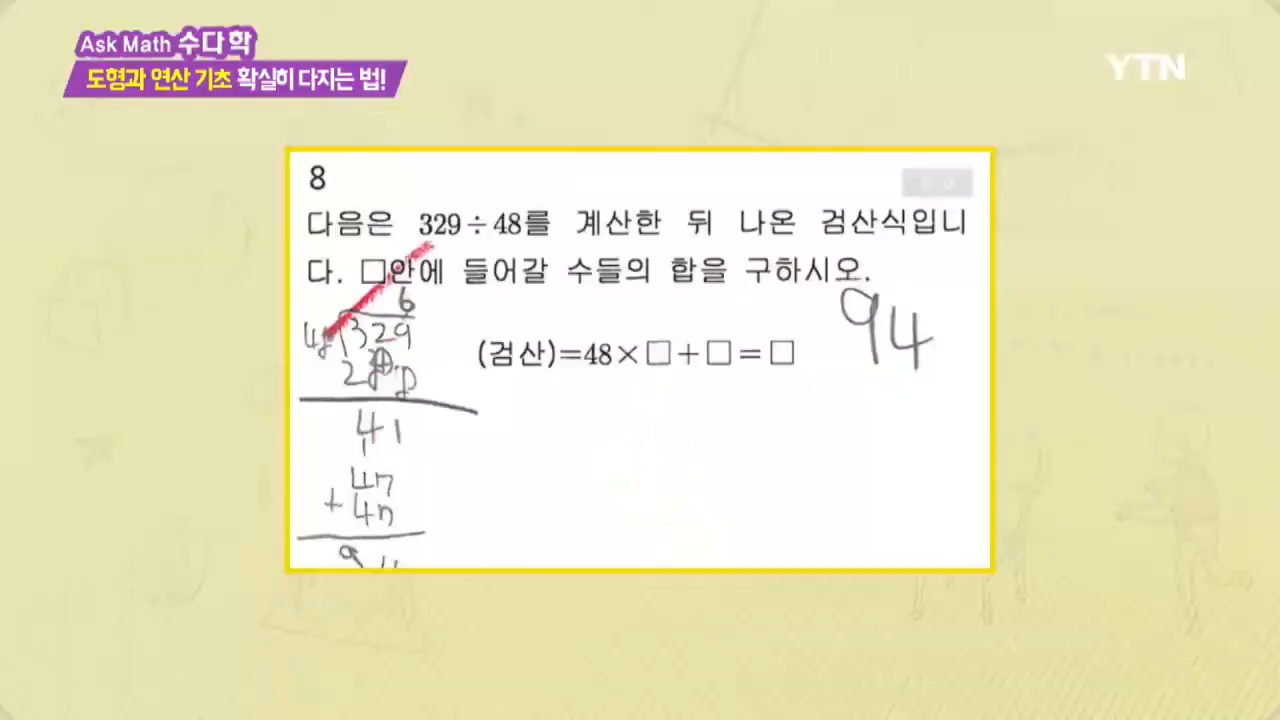 Ask Math 수다학
도형과 연산 기초 확실히 다지는 법!
YTN
8
다음은 329÷48를 계산한 뒤 나온 검산식입니
다. □안에 들어갈 수들의 합을 구하시오.
6
48 329
288
41
47
+ 47
94
(검산)=48×□+□=□
94